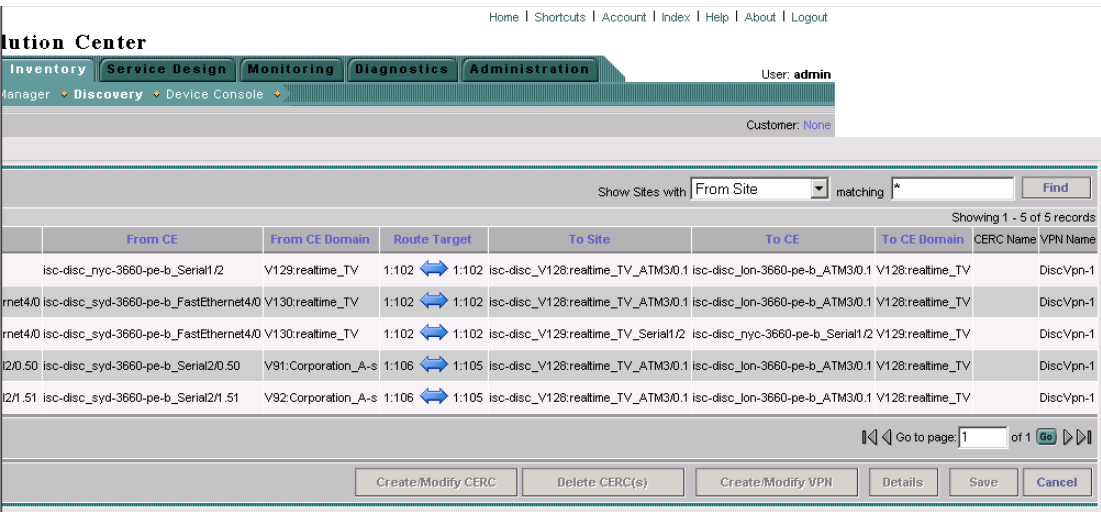 Home | Shortcuts | Account | Index | Help | About | Logout
lution Center
Inventory Service Design Monitoring Diagnostics Administration User: admin
Manager Discovery Device Console
Customer: None
Show Sites with From Site matching * Find
Showing 1 - 5 of 5 records
From CE From CE Domain Route Target To Site To CE To CE Domain CERC Name VPN Name
isc-disc_nyc-3660-pe-b_Serial1/2 V129:realtime_TV 1:102 1:102 isc-disc_V128:realtime_TV_ATM3/0.1 isc-disc_lon-3660-pe-b_ATM3/0.1 V128:realtime_TV DiscVpn-1
rnet4/0 isc-disc_syd-3660-pe-b_FastEthernet4/0 V130:realtime_TV 1:102 1:102 isc-disc_V128:realtime_TV_ATM3/0.1 isc-disc_lon-3660-pe-b_ATM3/0.1 V128:realtime_TV DiscVpn-1
rnet4/0 isc-disc_syd-3660-pe-b_FastEthernet4/0 V130:realtime_TV 1:102 1:102 isc-disc_V129:realtime_TV_Serial1/2 isc-disc_nyc-3660-pe-b_Serial1/2 V129:realtime_TV DiscVpn-1
l2/0.50 isc-disc_syd-3660-pe-b_Serial2/0.50 V91:Corporation_A-s 1:106 1:105 isc-disc_V128:realtime_TV_ATM3/0.1 isc-disc_lon-3660-pe-b_ATM3/0.1 V128:realtime_TV DiscVpn-1
l2/1.51 isc-disc_syd-3660-pe-b_Serial2/1.51 V92:Corporation_A-s 1:106 1:105 isc-disc_V128:realtime_TV_ATM3/0.1 isc-disc_lon-3660-pe-b_ATM3/0.1 V128:realtime_TV DiscVpn-1
Go to page: 1 of 1 Go
Create/Modify CERC Delete CERC(s) Create/Modify VPN Details Save Cancel